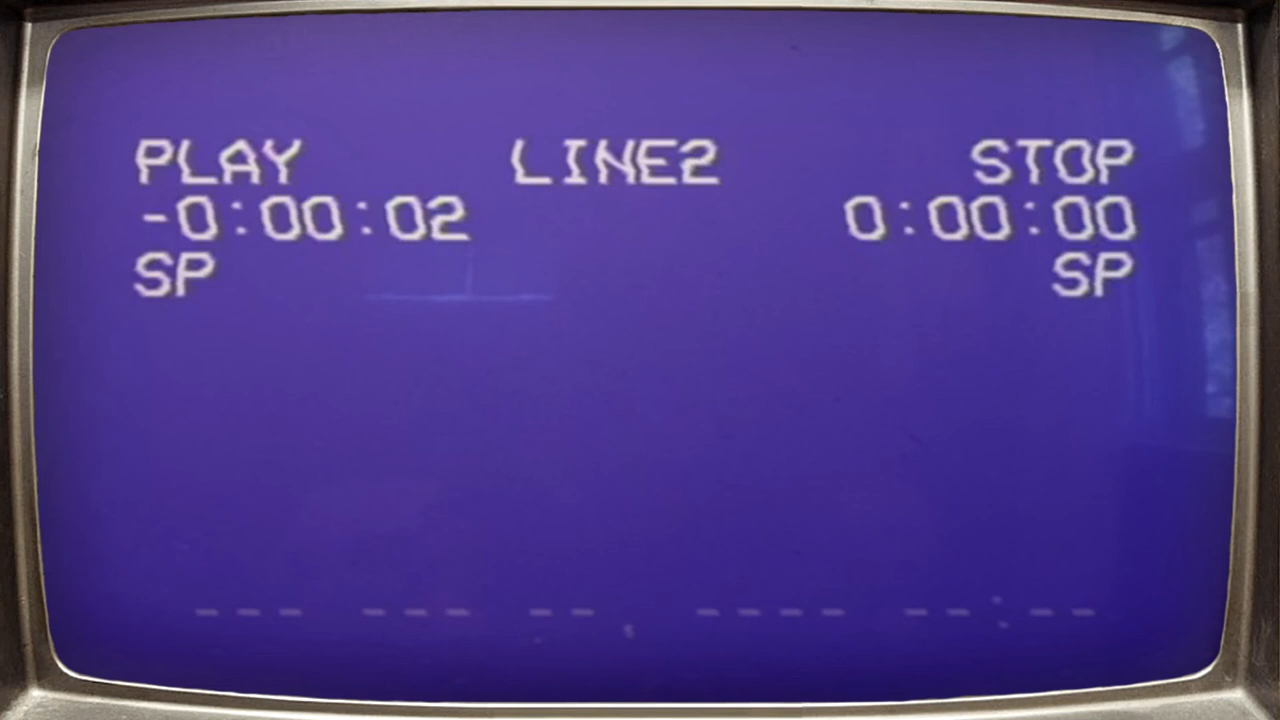 PLAY LINE2 STOP
-0:00:02 0:00:00
SP SP
--- --- --, ---- --:--